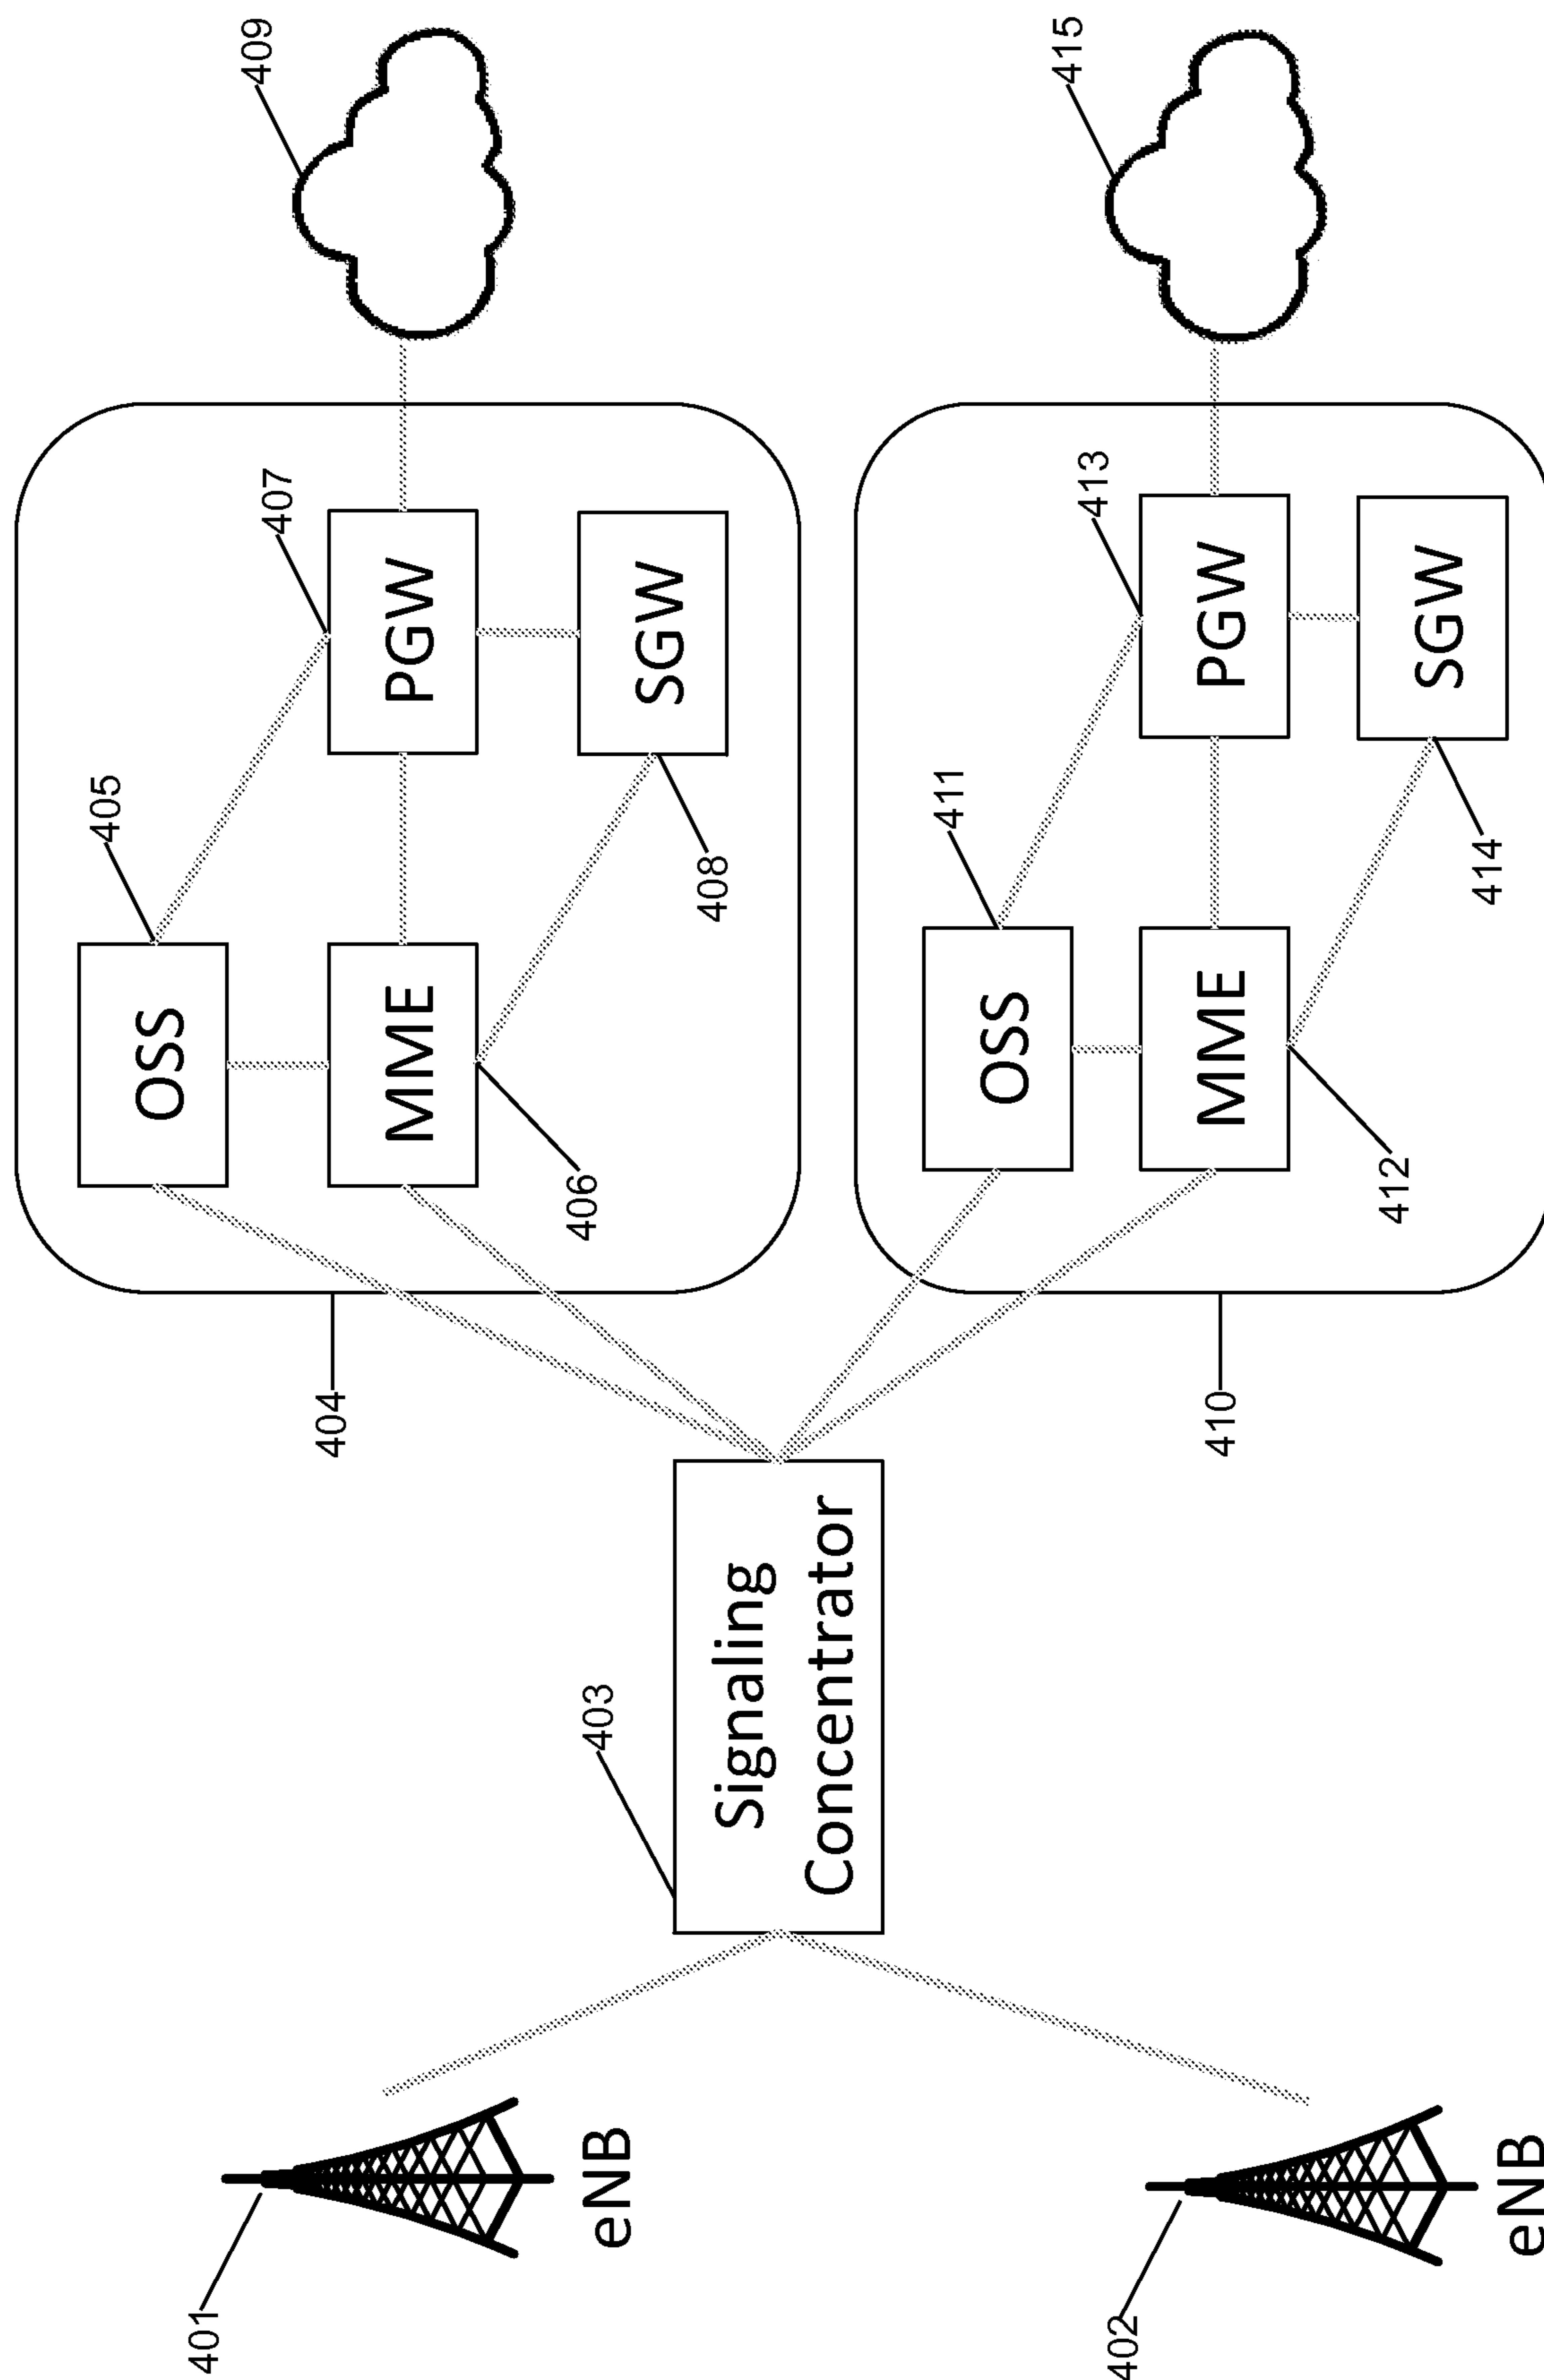 401
eNB
402
eNB
403
Signaling
Concentrator
404
405
OSS
406
MME
407
PGW
408
SGW
409
410
411
OSS
412
MME
413
PGW
414
SGW
415